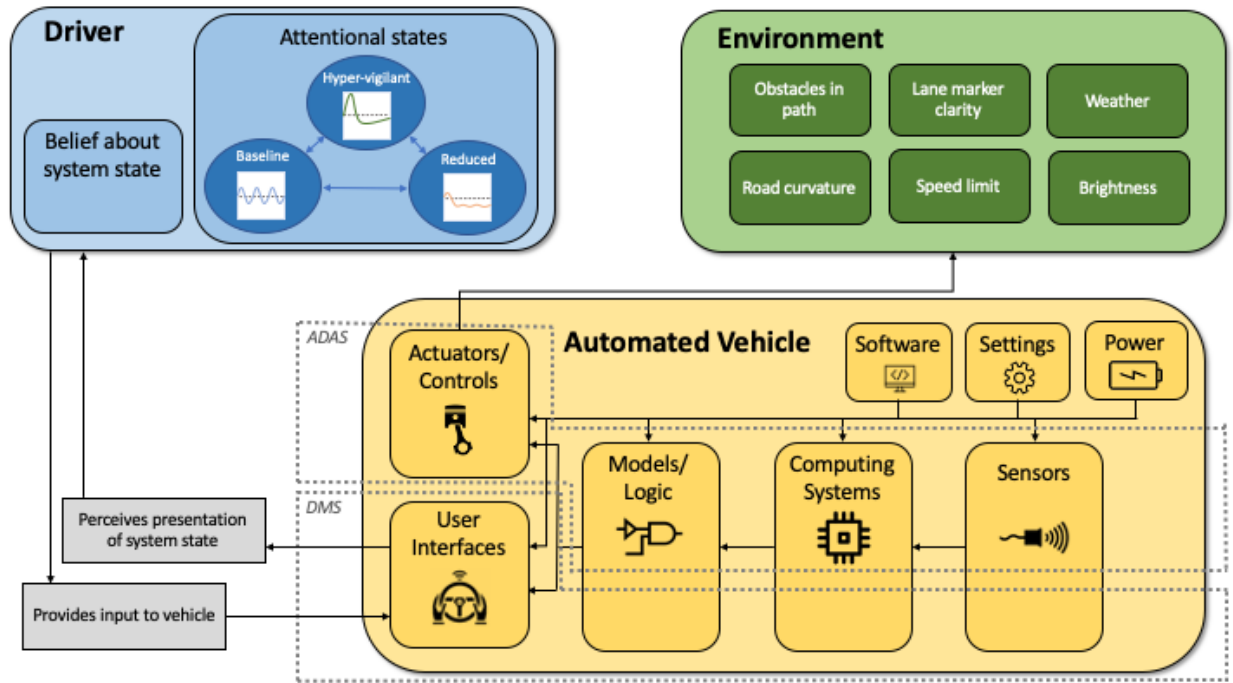 Driver
Attentional states
Hyper-vigilant
Baseline
Reduced
Belief about
system state
Environment
Obstacles in
path
Lane marker
clarity
Weather
Road curvature
Speed limit
Brightness
ADAS
Actuators/
Controls
Automated Vehicle
Software
Settings
Power
Models/
Logic
Computing
Systems
Sensors
DMS
User
Interfaces
Perceives presentation
of system state
Provides input to vehicle